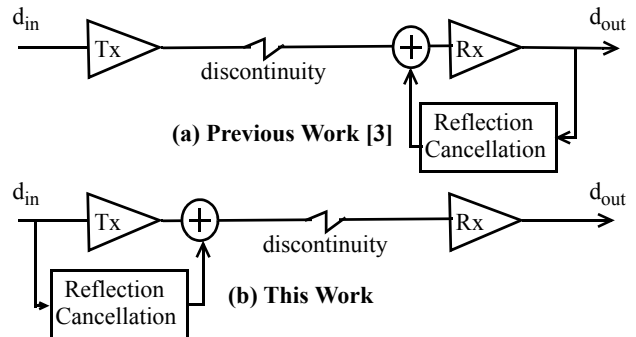 d_in d_out
Tx Rx
discontinuity
Reflection
Cancellation
(a) Previous Work [3]
d_in d_out
Tx Rx
discontinuity
Reflection
Cancellation
(b) This Work